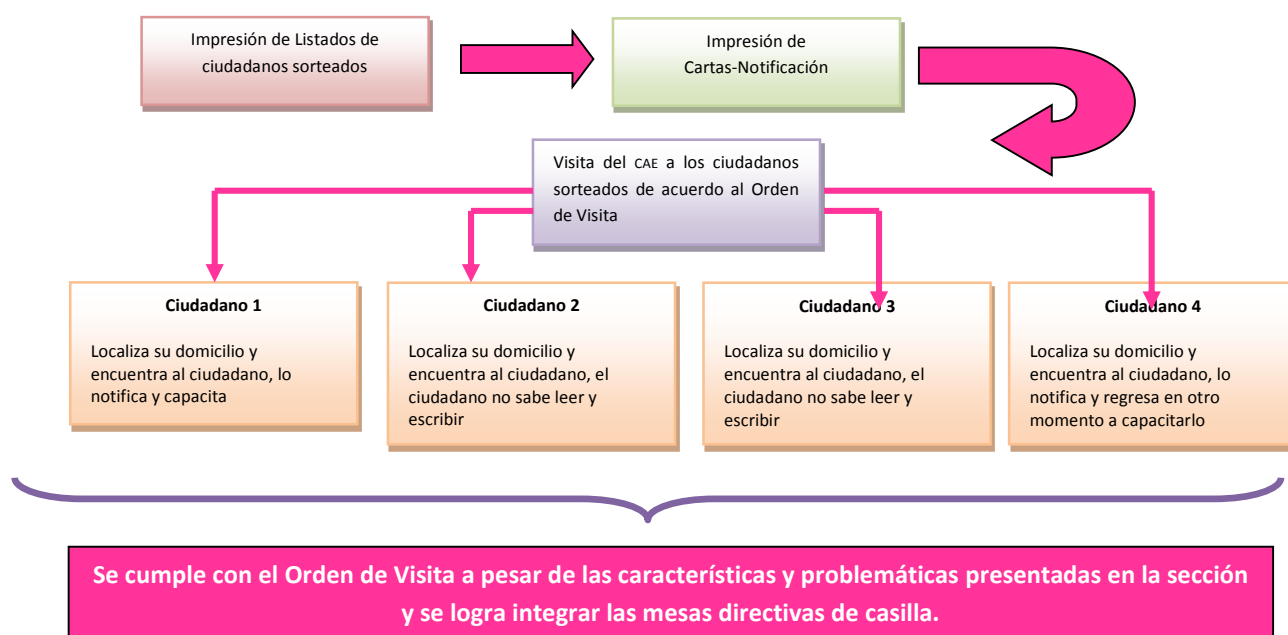 Impresión de Listados de
ciudadanos sorteados
Impresión de
Cartas-Notificación
Visita del CAE a los ciudadanos
sorteados de acuerdo al Orden
de Visita
Ciudadano 1
Localiza su domicilio y
encuentra al ciudadano, lo
notifica y capacita
Ciudadano 2
Localiza su domicilio y
encuentra al ciudadano, el
ciudadano no sabe leer y
escribir
Ciudadano 3
Localiza su domicilio y
encuentra al ciudadano, el
ciudadano no sabe leer y
escribir
Ciudadano 4
Localiza su domicilio y
encuentra al ciudadano, lo
notifica y regresa en otro
momento a capacitarlo
Se cumple con el Orden de Visita a pesar de las características y problemáticas presentadas en la sección
y se logra integrar las mesas directivas de casilla.